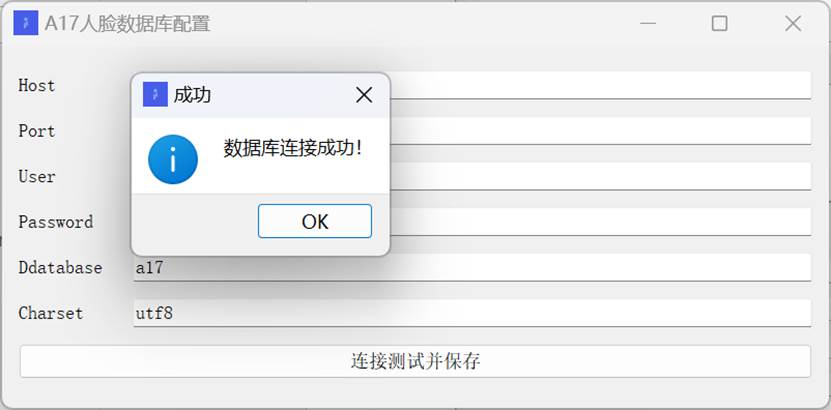 A17人脸数据库配置
成功
Host
数据库连接成功！
Port
User
OK
Password
Ddatabase a17
Charset utf8
连接测试并保存